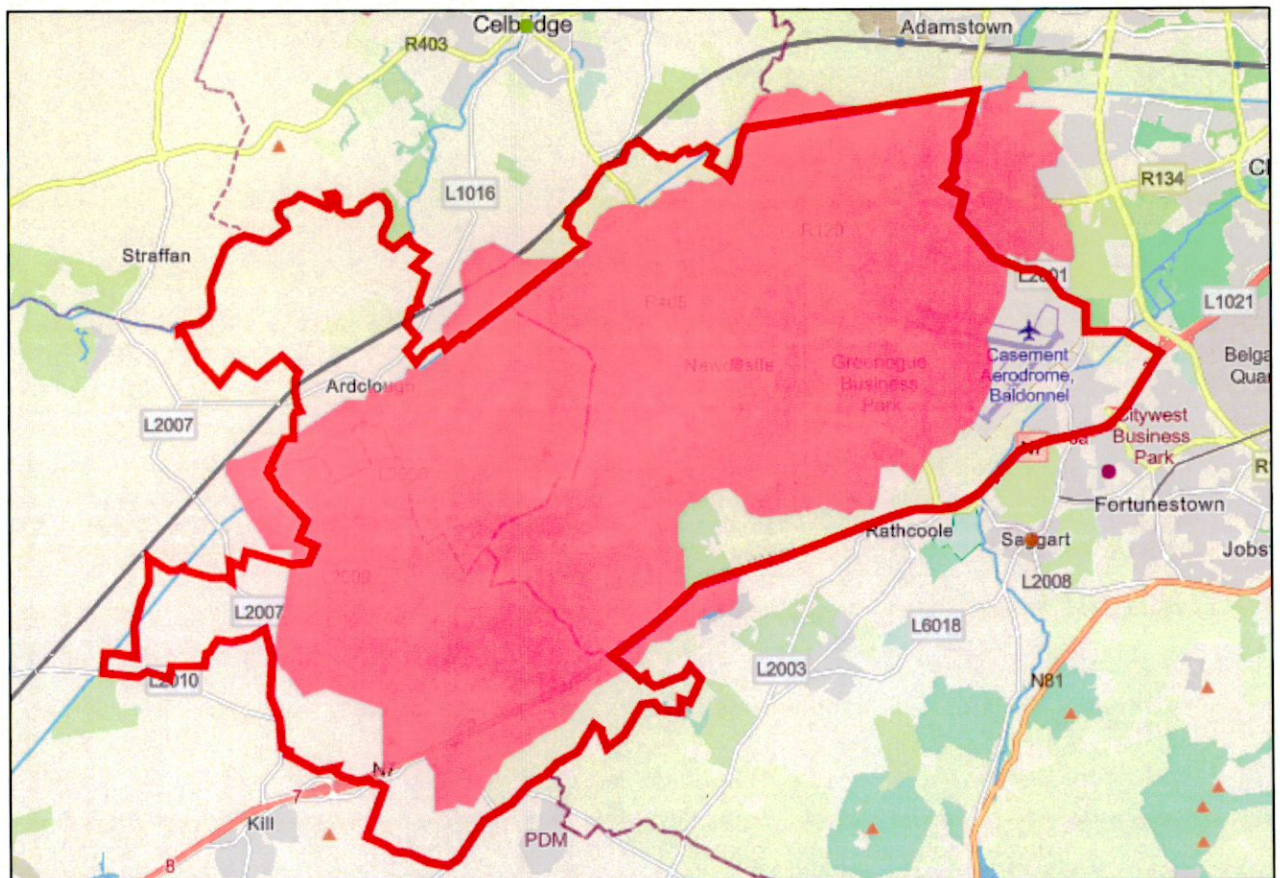 Celbridge
Adamstown
R403
L1016
R134
Straffan
R120
L2001
L1021
R405
Newcastle
Greenogue
Business
Park
Casement
Aerodrome,
Baldonnel
Ardclough
L2007
Citywest
Business
Park
N7
Fortunestown
Rathcoole
Saggart
L2008
L2007
L6018
L2003
L2010
N81
N7
7
Kill
PDM
8